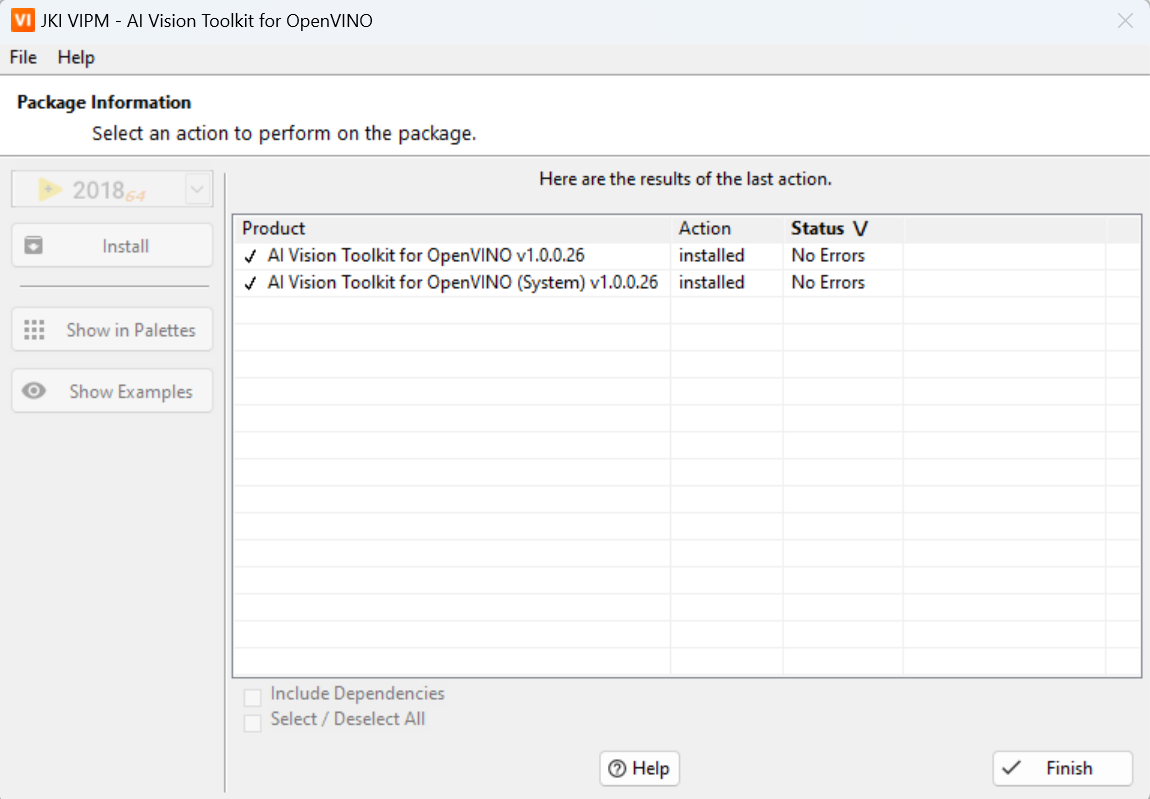 VI JKI VIPM - AI Vision Toolkit for OpenVINO
File Help
Package Information
Select an action to perform on the package.
2018 64
Install
Show in Palettes
Show Examples
Here are the results of the last action.
Product Action Status V
AI Vision Toolkit for OpenVINO v1.0.0.26 installed No Errors
AI Vision Toolkit for OpenVINO (System) v1.0.0.26 installed No Errors
Include Dependencies
Select / Deselect All
Help Finish